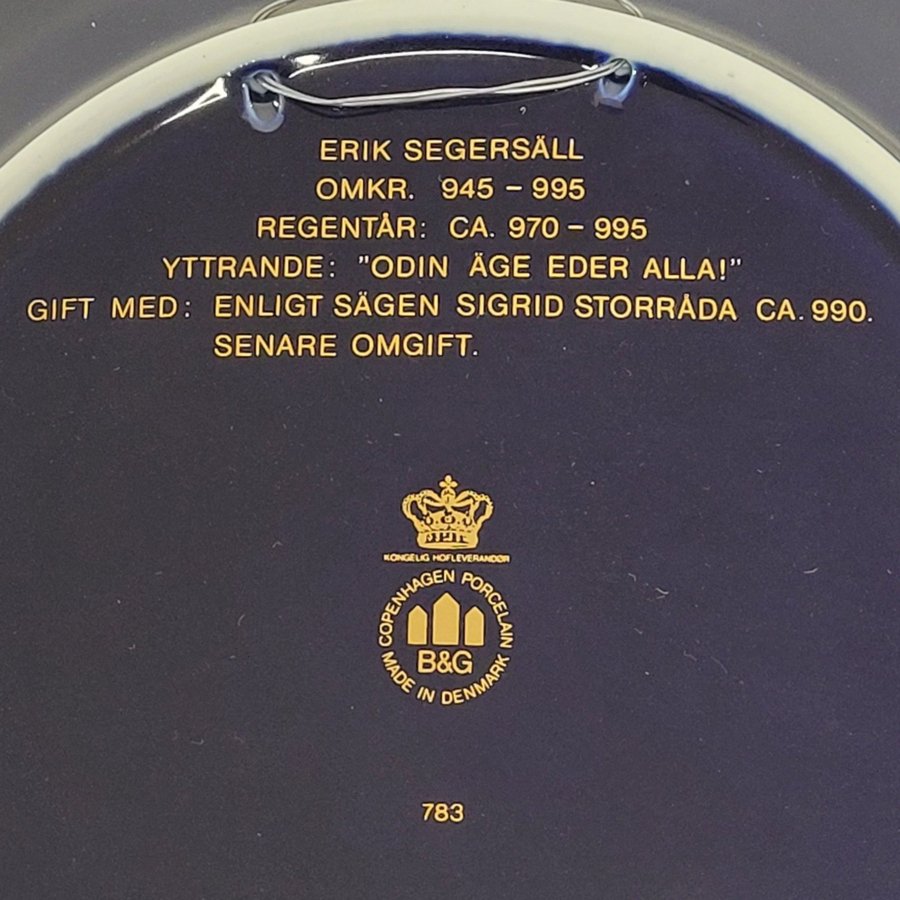 ERIK SEGERSÄLL
OMKR. 945 – 995
REGENTÅR: CA. 970 – 995
YTTRANDE: "ODIN ÄGE EDER ALLA!"
GIFT MED: ENLIGT SÄGEN SIGRID STORRÅDA CA. 990.
SENARE OMGIFT.
KONGELIG HOFLEVERANDØR
COPENHAGEN PORCELAIN
B&G
MADE IN DENMARK
783